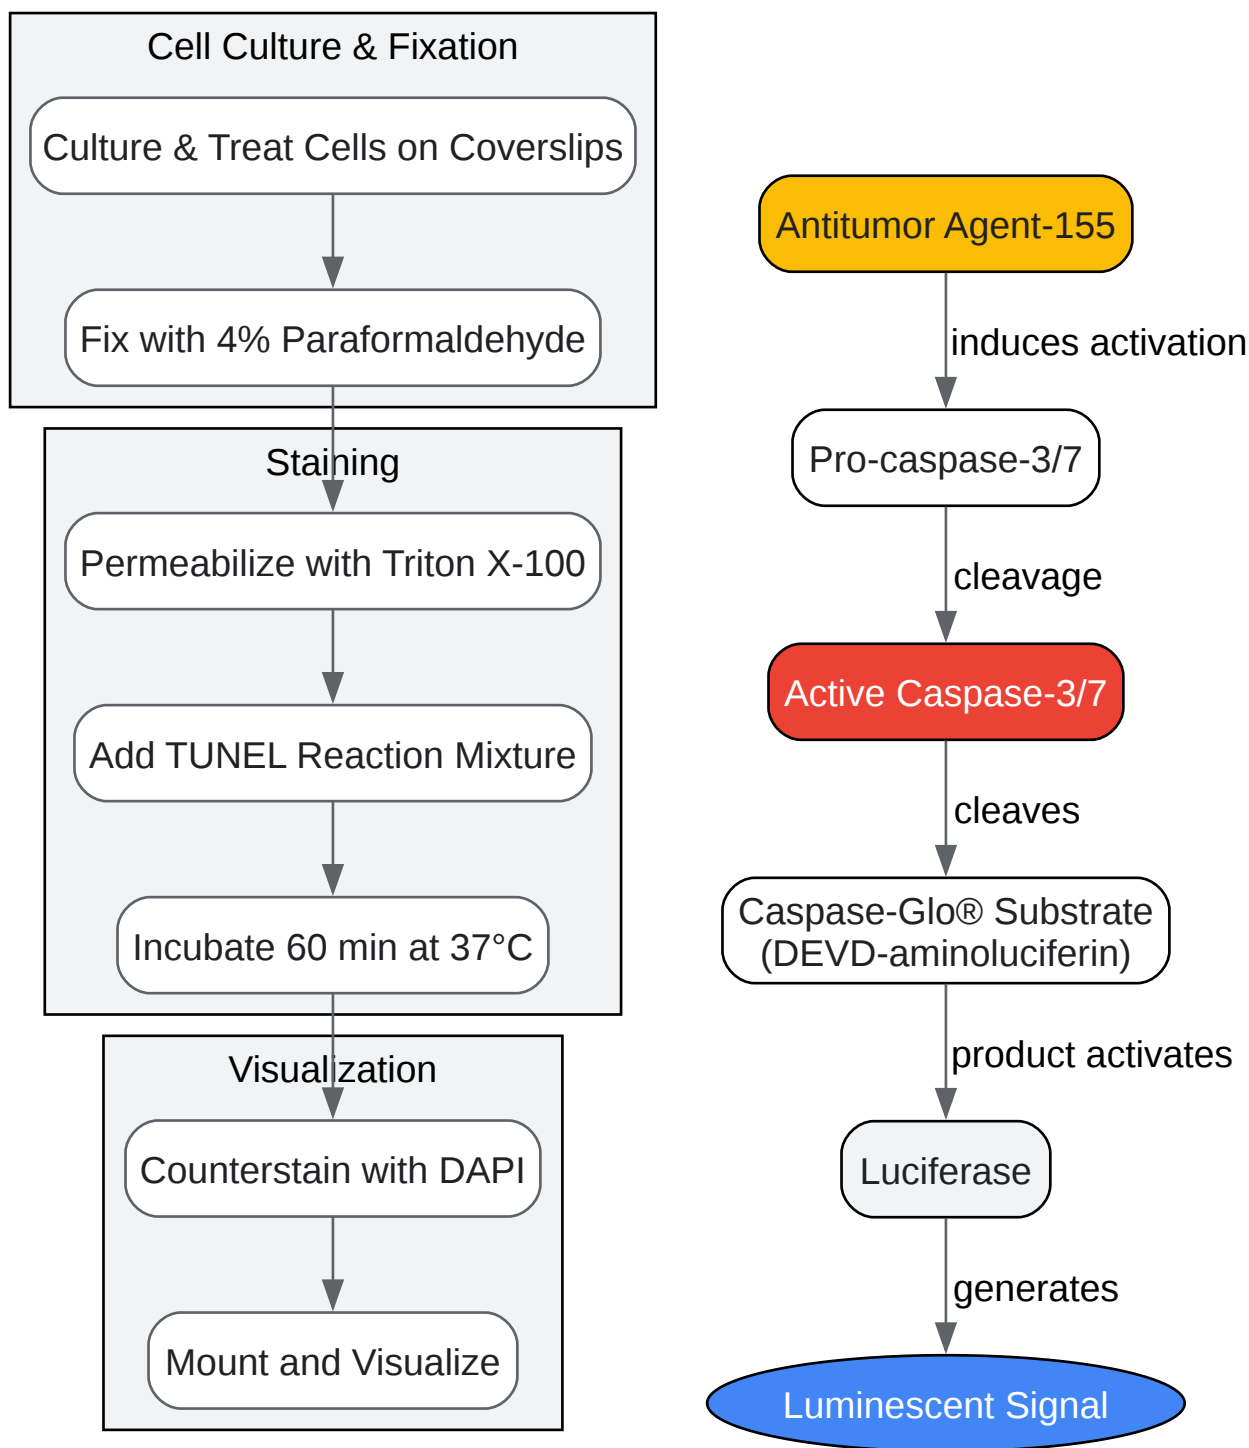 Cell Culture & Fixation
Culture & Treat Cells on Coverslips
Fix with 4% Paraformaldehyde
Staining
Permeabilize with Triton X-100
Add TUNEL Reaction Mixture
Incubate 60 min at 37°C
Visualization
Counterstain with DAPI
Mount and Visualize
Antitumor Agent-155
induces activation
Pro-caspase-3/7
cleavage
Active Caspase-3/7
cleaves
Caspase-Glo® Substrate
(DEVD-aminoluciferin)
product activates
Luciferase
generates
Luminescent Signal